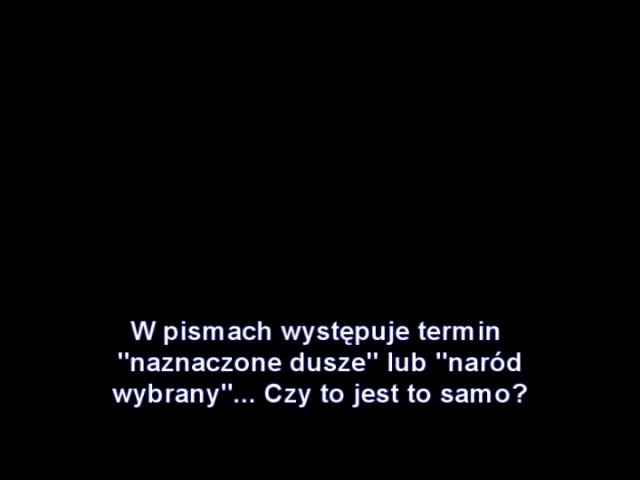 W pismach występuje termin
"naznaczone dusze" lub "naród
wybrany"... Czy to jest to samo?